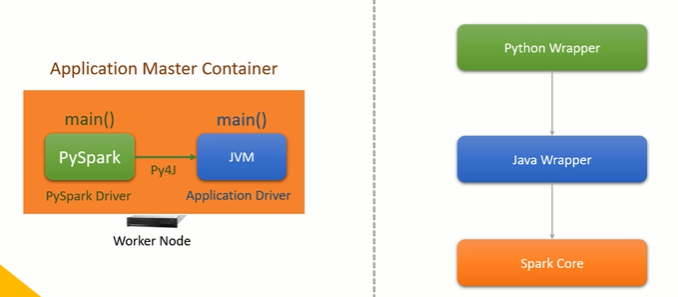 Application Master Container
main()
main()
PySpark
Py4J
JVM
PySpark Driver
Application Driver
Worker Node
Python Wrapper
Java Wrapper
Spark Core